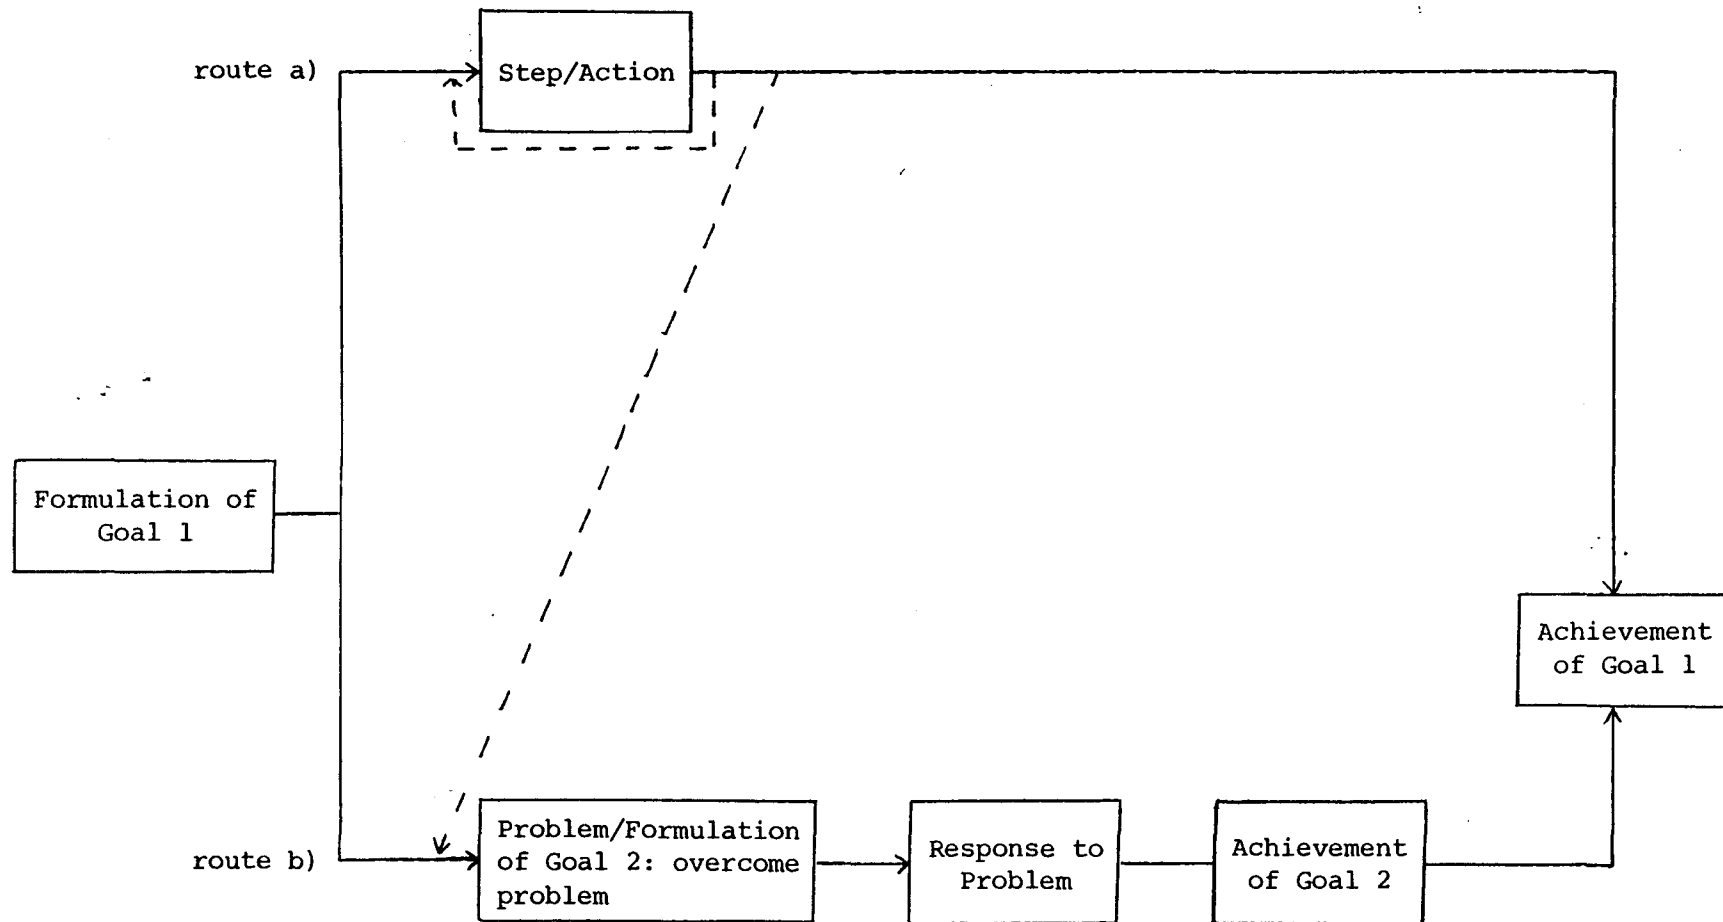 route a)
Step/Action
Formulation of
Goal 1
Achievement
of Goal 1
route b)
Problem/Formulation
of Goal 2: overcome
problem
Response to
Problem
Achievement
of Goal 2